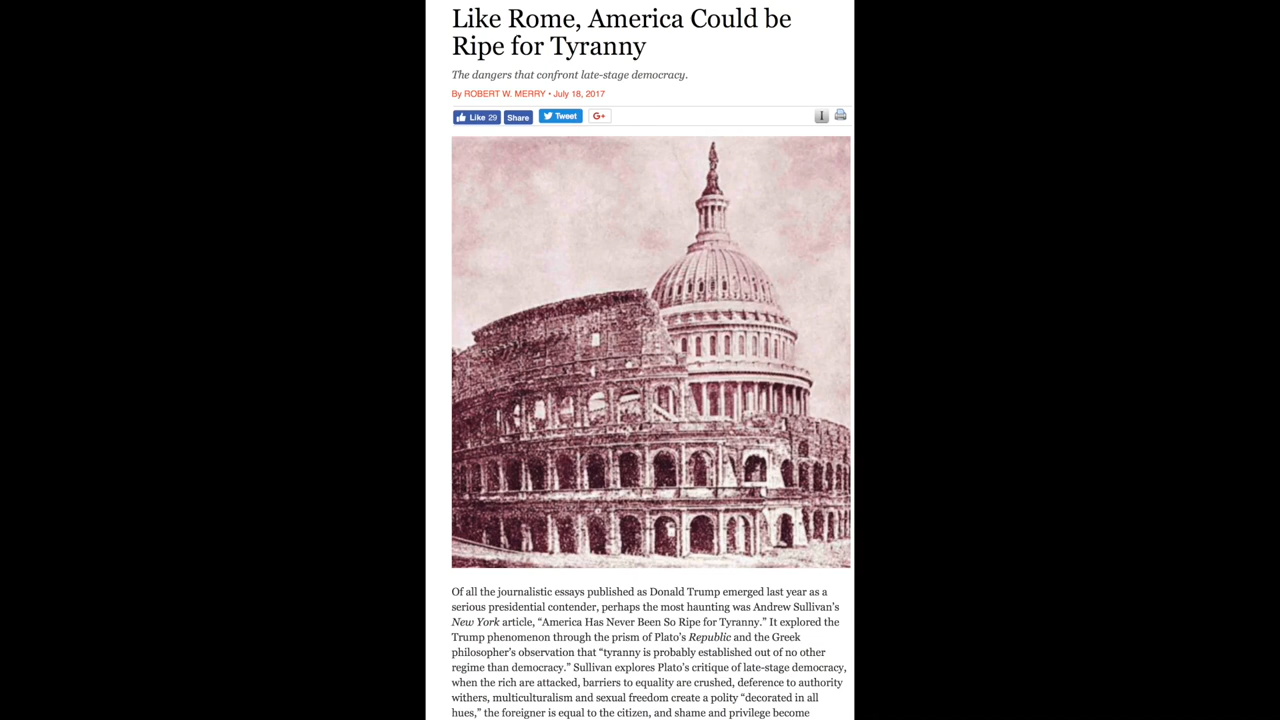 Like Rome, America Could be
Ripe for Tyranny
The dangers that confront late-stage democracy.
By ROBERT W. MERRY • July 18, 2017
Like 29 Share Tweet G+ I
Of all the journalistic essays published as Donald Trump emerged last year as a
serious presidential contender, perhaps the most haunting was Andrew Sullivan’s
New York article, “America Has Never Been So Ripe for Tyranny.” It explored the
Trump phenomenon through the prism of Plato’s Republic and the Greek
philosopher’s observation that “tyranny is probably established out of no other
regime than democracy.” Sullivan explores Plato’s critique of late-stage democracy,
when the rich are attacked, barriers to equality are crushed, deference to authority
withers, multiculturalism and sexual freedom create a polity “decorated in all
hues,” the foreigner is equal to the citizen, and shame and privilege become